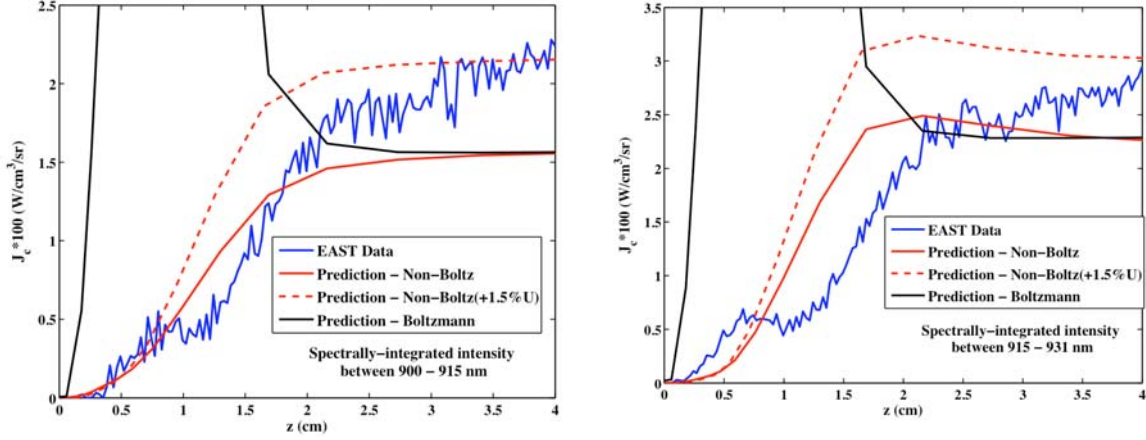 2.5
2
1.5
1
0.5
0
0
0.5
1
1.5
2
2.5
3
3.5
4
J_c*100 (W/cm^3/sr)
z (cm)
EAST Data
Prediction − Non−Boltz
Prediction − Non−Boltz(+1.5%U)
Prediction − Boltzmann
Spectrally−integrated intensity
between 900 − 915 nm
3.5
3
2.5
2
1.5
1
0.5
0
0
0.5
1
1.5
2
2.5
3
3.5
4
J_c*100 (W/cm^3/sr)
z (cm)
EAST Data
Prediction − Non−Boltz
Prediction − Non−Boltz(+1.5%U)
Prediction − Boltzmann
Spectrally−integrated intensity
between 915 − 931 nm